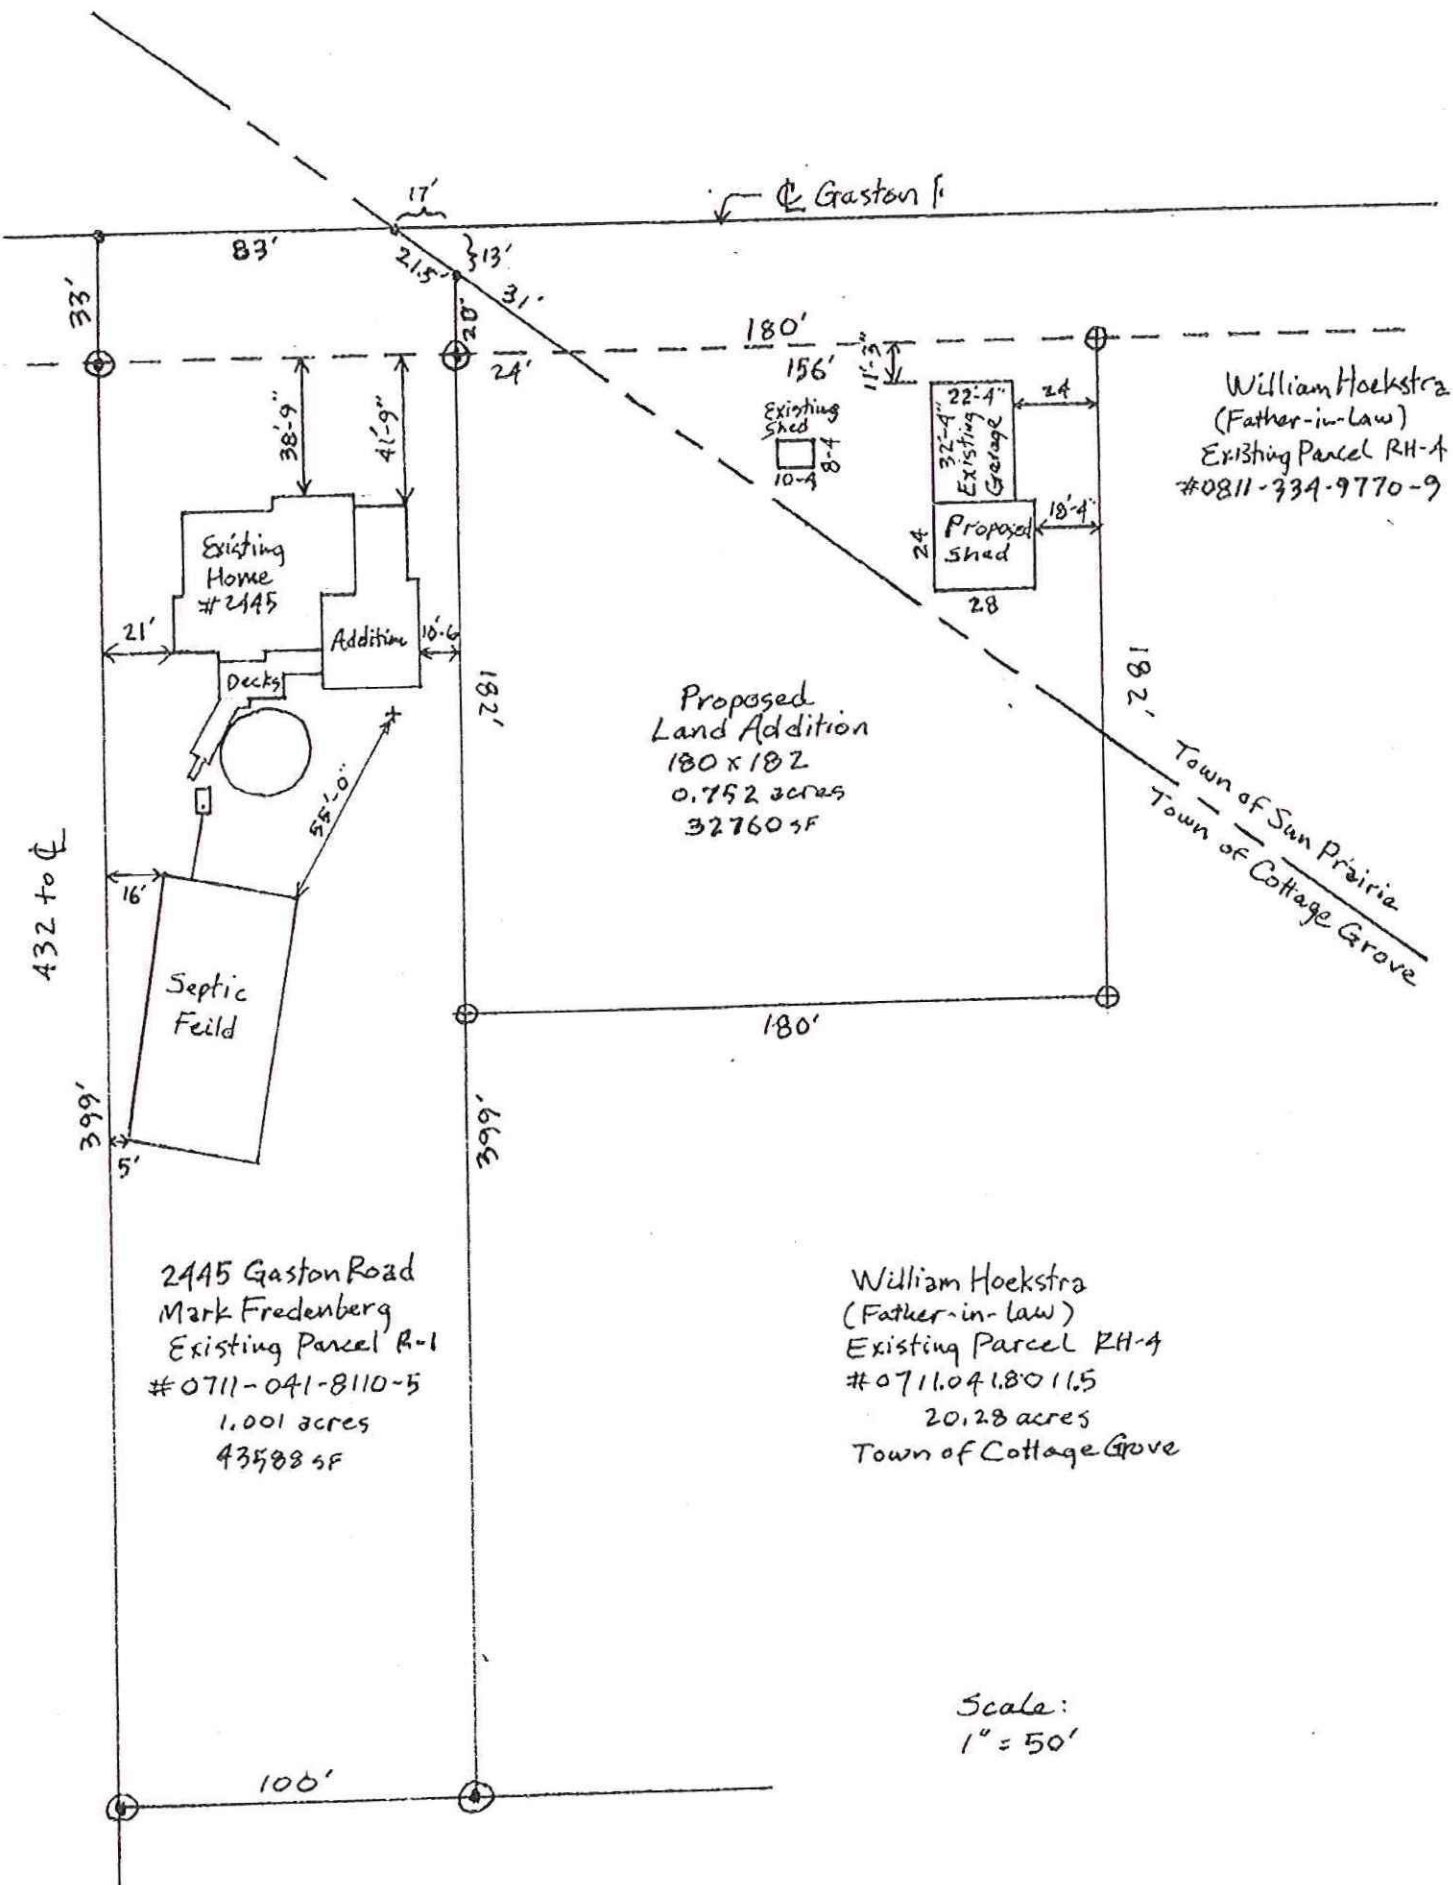 17'
℄ Gaston
83'
21.5'
13'
33'
31'
20'
180'
24'
156'
11'-3"
38'-9"
41'-9"
22'-4"
24
32'-4"
Existing
Garage
Existing
Shed
8-4
10-4
William Hoekstra
(Father-in-Law)
Existing Parcel RH-4
#0811-334-9770-9
18'-4"
24
Proposed
Shed
28
Existing
Home
#2445
21'
Addition
10'-6
Decks
182'
182'
55'-0"
Proposed
Land Addition
180 x 182
0.752 acres
32760 SF
Town of Sun Prairie
Town of Cottage Grove
432 to ℄
16'
Septic
Feild
180'
399'
399'
5'
2445 Gaston Road
Mark Fredenberg
Existing Parcel R-1
#0711-041-8110-5
1.001 acres
43588 SF
William Hoekstra
(Father-in-Law)
Existing Parcel RH-4
#0711.041.8011.5
20.28 acres
Town of Cottage Grove
Scale:
1" = 50'
100'